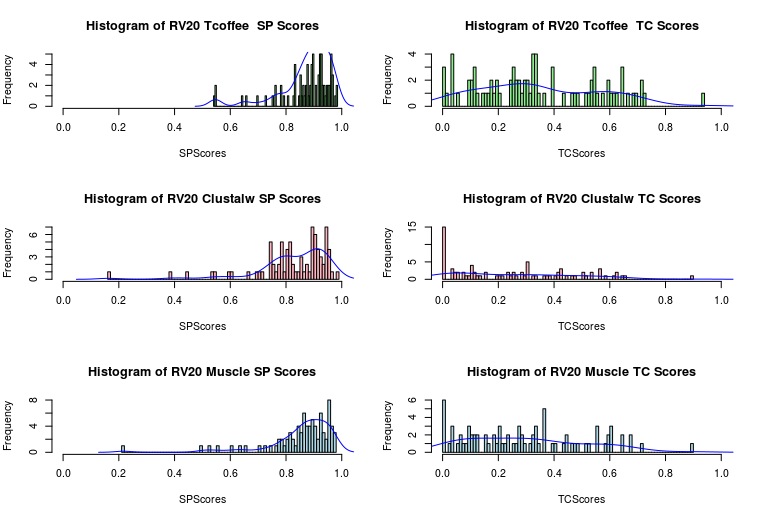 Histogram of RV20 Tcoffee  SP Scores
Frequency
0 2 4
0.0 0.2 0.4 0.6 0.8 1.0
SPScores
Histogram of RV20 Tcoffee  TC Scores
Frequency
0 2 4
0.0 0.2 0.4 0.6 0.8 1.0
TCScores
Histogram of RV20 Clustalw SP Scores
Frequency
0 3 6
0.0 0.2 0.4 0.6 0.8 1.0
SPScores
Histogram of RV20 Clustalw TC Scores
Frequency
0 5 15
0.0 0.2 0.4 0.6 0.8 1.0
TCScores
Histogram of RV20 Muscle SP Scores
Frequency
0 4 8
0.0 0.2 0.4 0.6 0.8 1.0
SPScores
Histogram of RV20 Muscle TC Scores
Frequency
0 2 4 6
0.0 0.2 0.4 0.6 0.8 1.0
TCScores